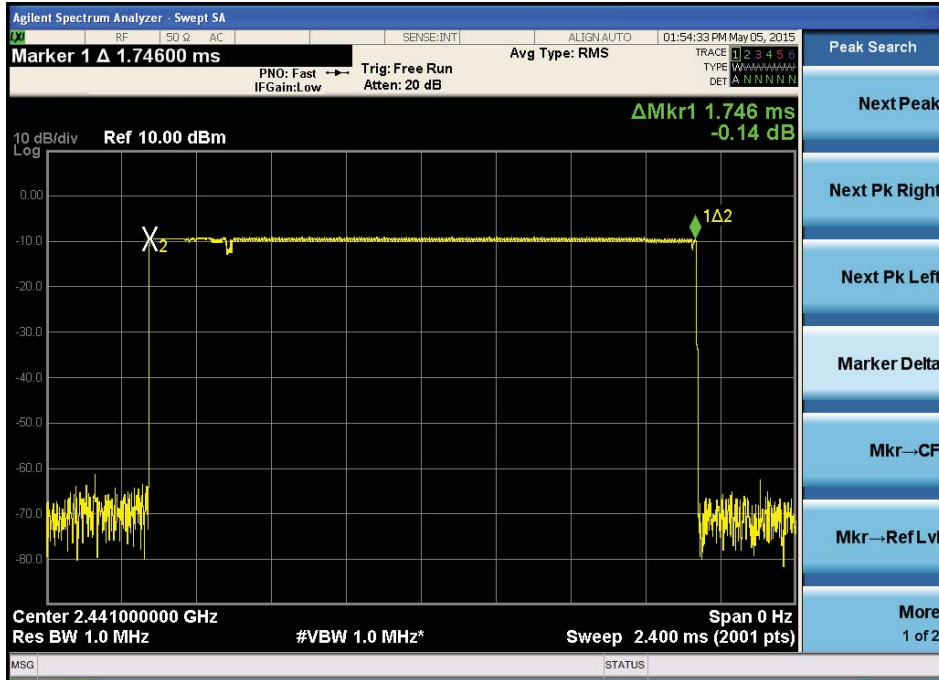 Agilent Spectrum Analyzer - Swept SA
LXI RF 50 Ω AC SENSE:INT ALIGN AUTO 01:54:33 PM May 05, 2015
Marker 1 Δ 1.74600 ms
PNO: Fast
IFGain:Low
Trig: Free Run
Atten: 20 dB
Avg Type: RMS
TRACE 1 2 3 4 5 6
TYPE WWWWWW
DET A N N N N N
Peak Search
ΔMkr1 1.746 ms
-0.14 dB
10 dB/div Ref 10.00 dBm
Log
0.00
-10.0
-20.0
-30.0
-40.0
-50.0
-60.0
-70.0
-80.0
X2
1Δ2
Center 2.441000000 GHz
Res BW 1.0 MHz
#VBW 1.0 MHz*
Span 0 Hz
Sweep 2.400 ms (2001 pts)
MSG
STATUS
Next Peak
Next Pk Right
Next Pk Left
Marker Delta
Mkr→CF
Mkr→Ref Lvl
More
1 of 2